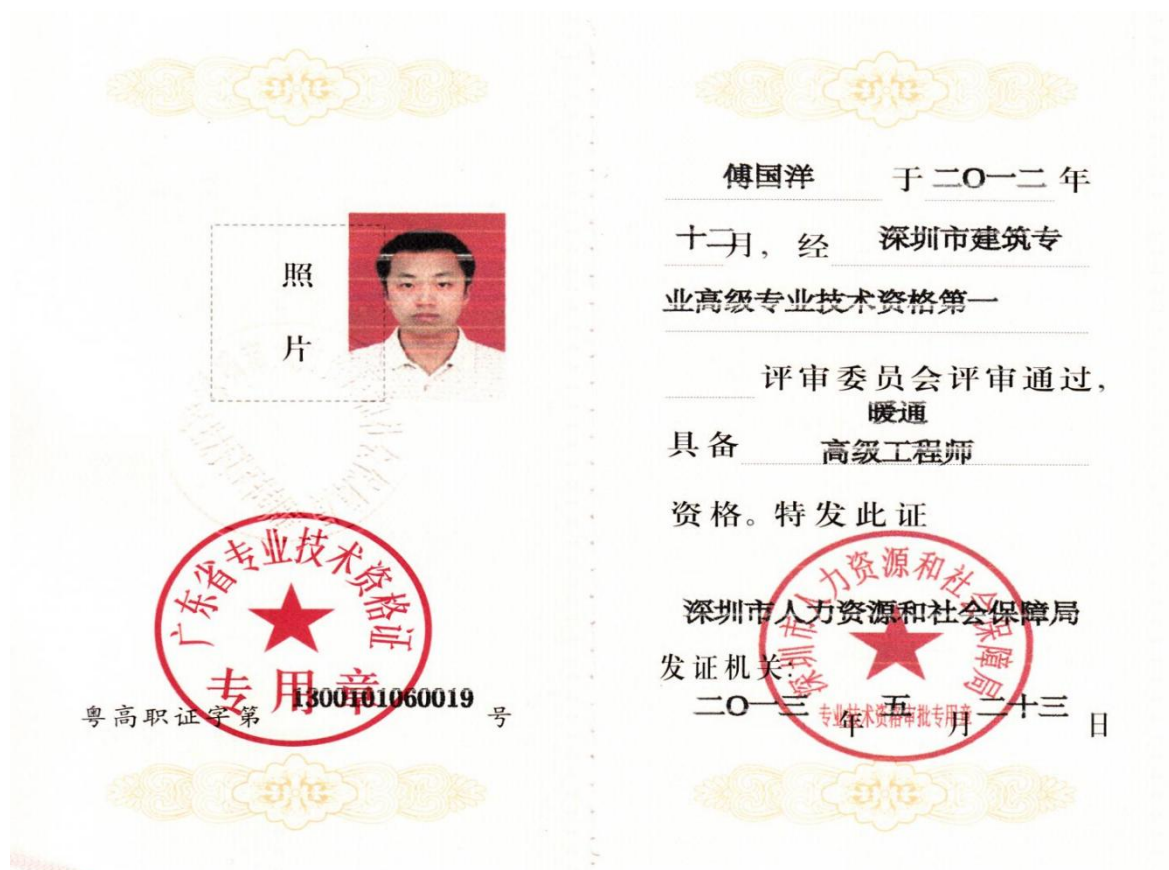 照
片
广东省专业技术资格证
专用章
粤高职证字第 1300101060019 号
傅国洋 于 二〇一二 年
十二月，经 深圳市建筑专
业高级专业技术资格第一
评审委员会评审通过，
暖通
具备 高级工程师
资格。特发此证
深圳市人力资源和社会保障局
深圳市人力资源和社会保障局
发证机关：
二〇一三 年 五 月 二十三 日
专业技术资格审批专用章